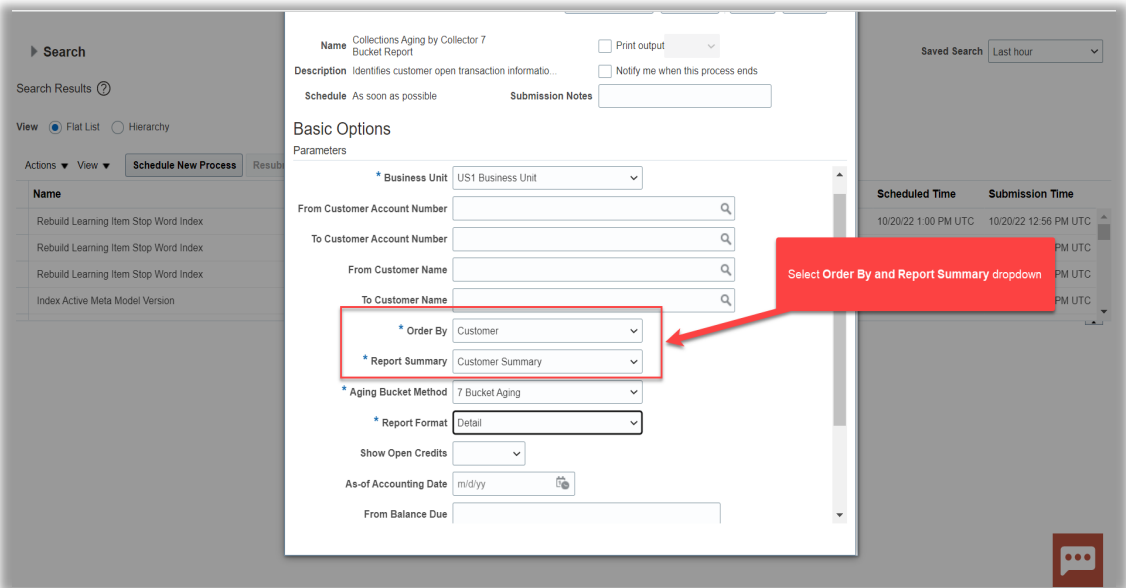 Search
Saved Search Last hour
Search Results ?
View Flat List Hierarchy
Actions View Schedule New Process
Name Scheduled Time Submission Time
Rebuild Learning Item Stop Word Index 10/20/22 1:00 PM UTC 10/20/22 12:56 PM UTC
Rebuild Learning Item Stop Word Index PM UTC
Rebuild Learning Item Stop Word Index PM UTC
Index Active Meta Model Version PM UTC
Name Collections Aging by Collector 7
Bucket Report
Print output
Description Identifies customer open transaction informatio...
Notify me when this process ends
Schedule As soon as possible
Submission Notes
Basic Options
Parameters
* Business Unit US1 Business Unit
From Customer Account Number
To Customer Account Number
From Customer Name
To Customer Name
* Order By Customer
* Report Summary Customer Summary
* Aging Bucket Method 7 Bucket Aging
* Report Format Detail
Show Open Credits
As-of Accounting Date m/d/yy
From Balance Due
Select Order By and Report Summary dropdown